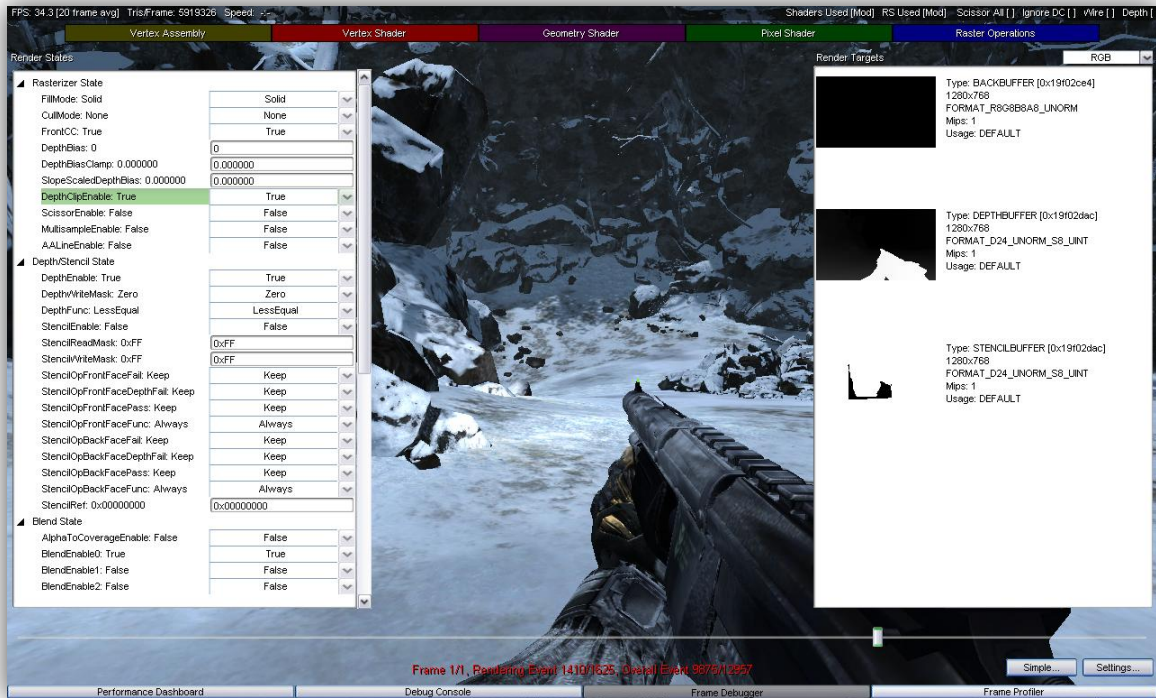 FPS: 34.3 [20 frame avg] Tris/Frame: 5919326 Speed: -:-
Shaders Used [Mod] RS Used [Mod] Scissor All [ ] Ignore DC [ ] Wire [ ] Depth [
Vertex Assembly
Vertex Shader
Geometry Shader
Pixel Shader
Raster Operations
Render States
Rasterizer State
FillMode: Solid Solid
CullMode: None None
FrontCC: True True
DepthBias: 0 0
DepthBiasClamp: 0.000000 0.000000
SlopeScaledDepthBias: 0.000000 0.000000
DepthClipEnable: True True
ScissorEnable: False False
MultisampleEnable: False False
AALineEnable: False False
Depth/Stencil State
DepthEnable: True True
DepthWriteMask: Zero Zero
DepthFunc: LessEqual LessEqual
StencilEnable: False False
StencilReadMask: 0xFF 0xFF
StencilWriteMask: 0xFF 0xFF
StencilOpFrontFaceFail: Keep Keep
StencilOpFrontFaceDepthFail: Keep Keep
StencilOpFrontFacePass: Keep Keep
StencilOpFrontFaceFunc: Always Always
StencilOpBackFaceFail: Keep Keep
StencilOpBackFaceDepthFail: Keep Keep
StencilOpBackFacePass: Keep Keep
StencilOpBackFaceFunc: Always Always
StencilRef: 0x00000000 0x00000000
Blend State
AlphaToCoverageEnable: False False
BlendEnable0: True True
BlendEnable1: False False
BlendEnable2: False False
Render Targets
RGB
Type: BACKBUFFER [0x19f02ce4]
1280x768
FORMAT_R8G8B8A8_UNORM
Mips: 1
Usage: DEFAULT
Type: DEPTHBUFFER [0x19f02dac]
1280x768
FORMAT_D24_UNORM_S8_UINT
Mips: 1
Usage: DEFAULT
Type: STENCILBUFFER [0x19f02dac]
1280x768
FORMAT_D24_UNORM_S8_UINT
Mips: 1
Usage: DEFAULT
Frame 1/1, Rendering Event 1410/1625, Overall Event 9875/12957
Simple...
Settings...
Performance Dashboard
Debug Console
Frame Debugger
Frame Profiler